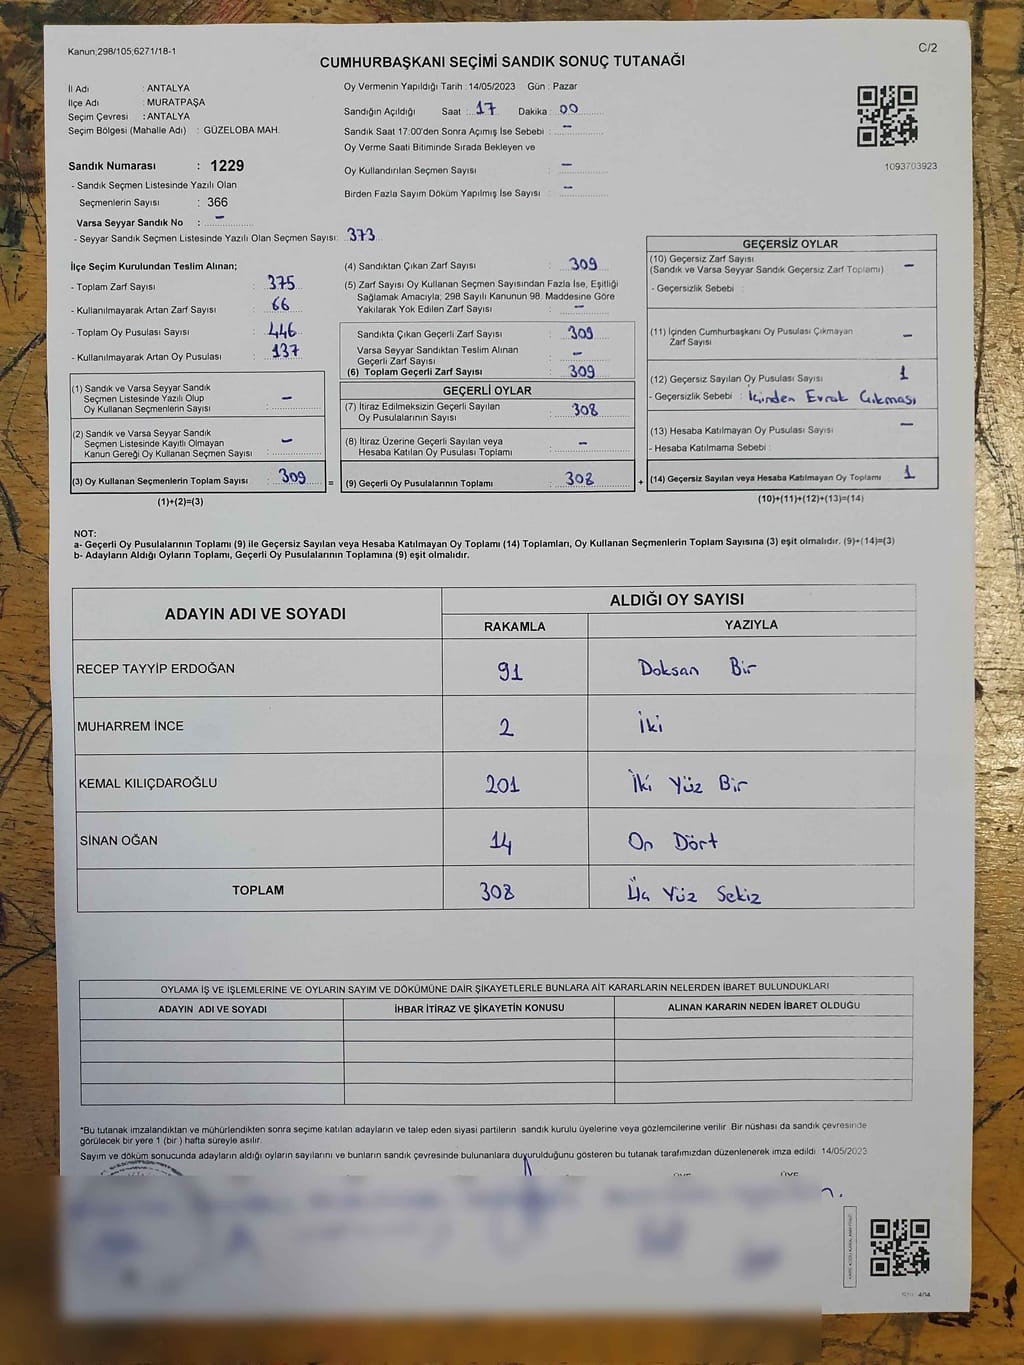 Kanun;298/105;6271/18-1
C/2
CUMHURBAŞKANI SEÇİMİ SANDIK SONUÇ TUTANAĞI
İl Adı : ANTALYA
İlçe Adı : MURATPAŞA
Seçim Çevresi : ANTALYA
Seçim Bölgesi (Mahalle Adı) : GÜZELOBA MAH.
Oy Vermenin Yapıldığı Tarih : 14/05/2023 Gün : Pazar
Sandığın Açıldığı Saat : 17 Dakika : 00
Sandık Saat 17:00'den Sonra Açımış İse Sebebi : -
Oy Verme Saati Bitiminde Sırada Bekleyen ve
Oy Kullandırılan Seçmen Sayısı : -
Birden Fazla Sayım Döküm Yapılmış İse Sayısı : -
1093703923
Sandık Numarası : 1229
- Sandık Seçmen Listesinde Yazılı Olan
Seçmenlerin Sayısı : 366
Varsa Seyyar Sandık No : -
- Seyyar Sandık Seçmen Listesinde Yazılı Olan Seçmen Sayısı: 373
İlçe Seçim Kurulundan Teslim Alınan;
- Toplam Zarf Sayısı : 375
- Kullanılmayarak Artan Zarf Sayısı : 66
- Toplam Oy Pusulası Sayısı : 446
- Kullanılmayarak Artan Oy Pusulası : 137
(1) Sandık ve Varsa Seyyar Sandık
Seçmen Listesinde Yazılı Olup
Oy Kullanan Seçmenlerin Sayısı : -
(2) Sandık ve Varsa Seyyar Sandık
Seçmen Listesinde Kayıtlı Olmayan
Kanun Gereği Oy Kullanan Seçmen Sayısı : -
(3) Oy Kullanan Seçmenlerin Toplam Sayısı : 309 =
(1)+(2)=(3)
(4) Sandıktan Çıkan Zarf Sayısı : 309
(5) Zarf Sayısı Oy Kullanan Seçmen Sayısından Fazla İse, Eşitliği
Sağlamak Amacıyla; 298 Sayılı Kanunun 98. Maddesine Göre
Yakılarak Yok Edilen Zarf Sayısı : -
Sandıkta Çıkan Geçerli Zarf Sayısı : 309
Varsa Seyyar Sandıktan Teslim Alınan
Geçerli Zarf Sayısı : -
(6) Toplam Geçerli Zarf Sayısı : 309
GEÇERLİ OYLAR
(7) İtiraz Edilmeksizin Geçerli Sayılan
Oy Pusulalarının Sayısı : 308
(8) İtiraz Üzerine Geçerli Sayılan veya
Hesaba Katılan Oy Pusulası Toplamı : -
(9) Geçerli Oy Pusulalarının Toplamı : 308 +
GEÇERSİZ OYLAR
(10) Geçersiz Zarf Sayısı
(Sandık ve Varsa Seyyar Sandık Geçersiz Zarf Toplamı) -
- Geçersizlik Sebebi :
(11) İçinden Cumhurbaşkanı Oy Pusulası Çıkmayan
Zarf Sayısı -
(12) Geçersiz Sayılan Oy Pusulası Sayısı 1
- Geçersizlik Sebebi : İçinden Evrak Çıkması
(13) Hesaba Katılmayan Oy Pusulası Sayısı -
- Hesaba Katılmama Sebebi :
(14) Geçersiz Sayılan veya Hesaba Katılmayan Oy Toplamı 1
(10)+(11)+(12)+(13)=(14)
NOT:
a- Geçerli Oy Pusulalarının Toplamı (9) ile Geçersiz Sayılan veya Hesaba Katılmayan Oy Toplamı (14) Toplamları, Oy Kullanan Seçmenlerin Toplam Sayısına (3) eşit olmalıdır. (9)+(14)=(3)
b- Adayların Aldığı Oyların Toplamı, Geçerli Oy Pusulalarının Toplamına (9) eşit olmalıdır.
ADAYIN ADI VE SOYADI ALDIĞI OY SAYISI
RAKAMLA YAZIYLA
RECEP TAYYİP ERDOĞAN 91 Doksan Bir
MUHARREM İNCE 2 İki
KEMAL KILIÇDAROĞLU 201 İki Yüz Bir
SİNAN OĞAN 14 On Dört
TOPLAM 308 Üç Yüz Sekiz
OYLAMA İŞ VE İŞLEMLERİNE VE OYLARIN SAYIM VE DÖKÜMÜNE DAİR ŞİKAYETLERLE BUNLARA AİT KARARLARIN NELERDEN İBARET BULUNDUKLARI
ADAYIN ADI VE SOYADI İHBAR İTİRAZ VE ŞİKAYETİN KONUSU ALINAN KARARIN NEDEN İBARET OLDUĞU
*Bu tutanak imzalandıktan ve mühürlendikten sonra seçime katılan adayların ve talep eden siyasi partilerin sandık kurulu üyelerine veya gözlemcilerine verilir. Bir nüshası da sandık çevresinde
görülecek bir yere 1 (bir) hafta süreyle asılır.
Sayım ve döküm sonucunda adayların aldığı oyların sayılarını ve bunların sandık çevresinde bulunanlara duyurulduğunu gösteren bu tutanak tarafımızdan düzenlenerek imza edildi. 14/05/2023